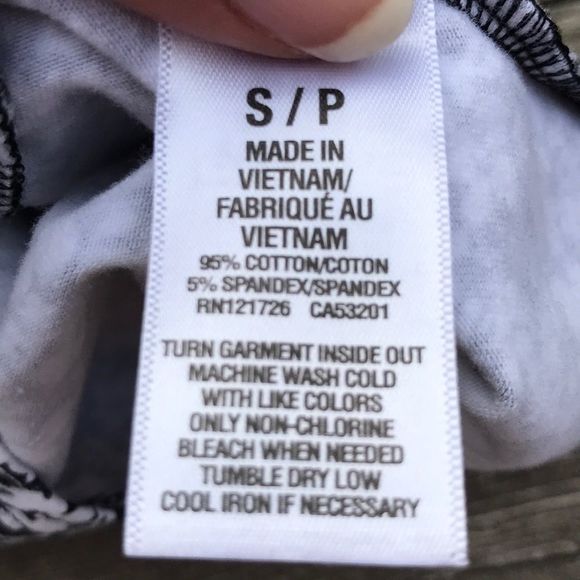 S / P
MADE IN
VIETNAM/
FABRIQUÉ AU
VIETNAM
95% COTTON/COTON
5% SPANDEX/SPANDEX
RN121726 CA53201
TURN GARMENT INSIDE OUT
MACHINE WASH COLD
WITH LIKE COLORS
ONLY NON-CHLORINE
BLEACH WHEN NEEDED
TUMBLE DRY LOW
COOL IRON IF NECESSARY